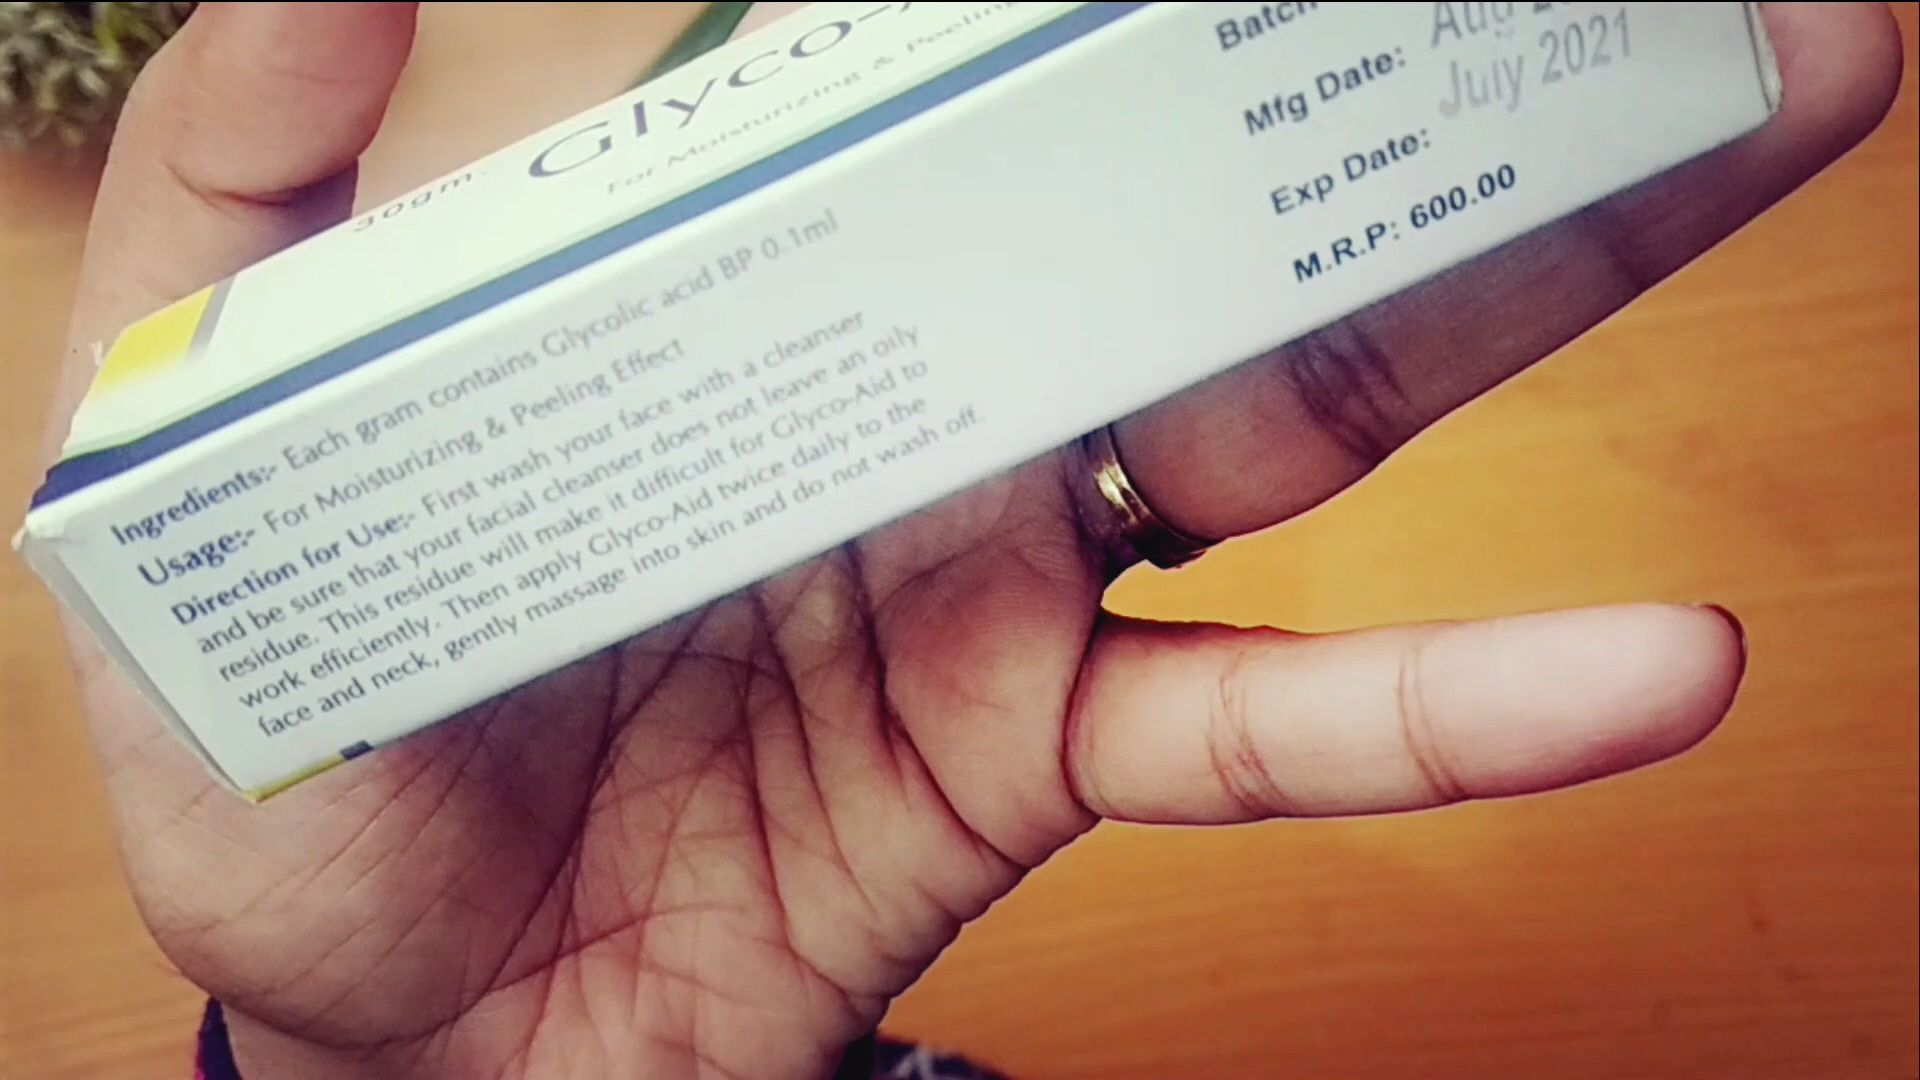 30gm.
Glyco-
For Moisturizing & Peeling
Ingredients:- Each gram contains Glycolic acid BP 0.1ml
Usage:- For Moisturizing & Peeling Effect
Direction for Use:- First wash your face with a cleanser
and be sure that your facial cleanser does not leave an oily
residue. This residue will make it difficult for Glyco-Aid to
work efficiently. Then apply Glyco-Aid twice daily to the
face and neck, gently massage into skin and do not wash off.
Batch
Mfg Date: Aug
Exp Date: July 2021
M.R.P: 600.00